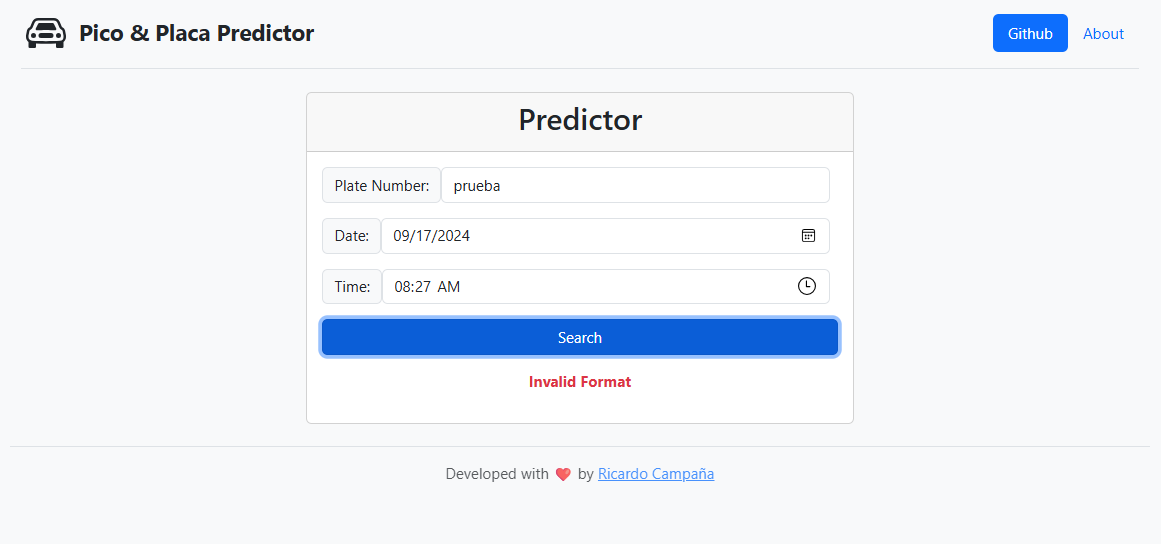 Pico & Placa Predictor
Github
About
Predictor
Plate Number:
prueba
Date:
09/17/2024
Time:
08:27 AM
Search
Invalid Format
Developed with ❤️ by Ricardo Campaña